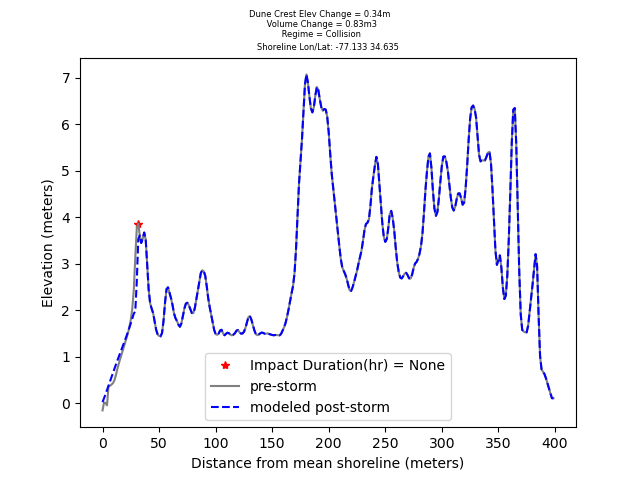 Dune Crest Elev Change = 0.34m
Volume Change = 0.83m3
Regime = Collision
Shoreline Lon/Lat: -77.133 34.635
7
6
5
4
3
2
1
0
Elevation (meters)
Impact Duration(hr) = None
pre-storm
modeled post-storm
0 50 100 150 200 250 300 350 400
Distance from mean shoreline (meters)